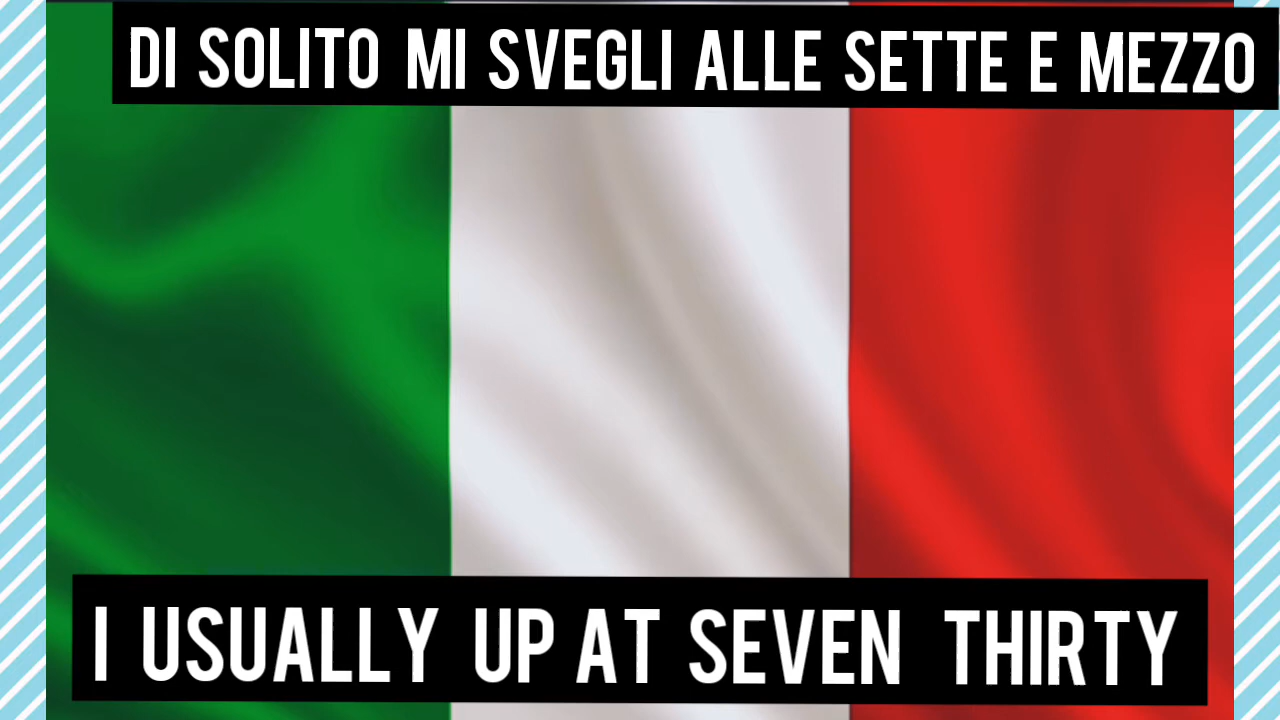 DI SOLITO MI SVEGLI ALLE SETTE E MEZZO
I USUALLY UP AT SEVEN THIRTY